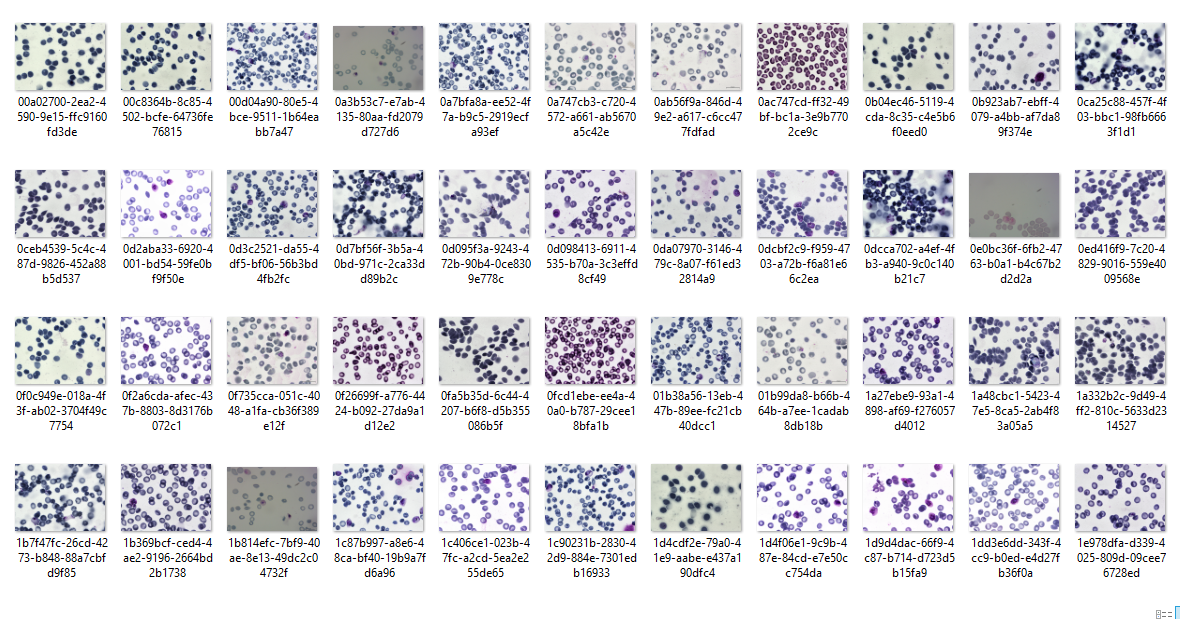 00a02700-2ea2-4
590-9e15-ffc9160
fd3de
00c8364b-8c85-4
502-bcfe-64736fe
76815
00d04a90-80e5-4
bce-9511-1b64ea
bb7a47
0a3b53c7-e7ab-4
135-80aa-fd2079
d727d6
0a7bfa8a-ee52-4f
7a-b9c5-2919ecf
a93ef
0a747cb3-c720-4
572-a661-ab5670
a5c42e
0ab56f9a-846d-4
9e2-a617-c6cc47
7fdfad
0ac747cd-ff32-49
bf-bc1a-3e9b770
2ce9c
0b04ec46-5119-4
cda-8c35-c4e5b6
f0eed0
0b923ab7-ebff-4
079-a4bb-af7da8
9f374e
0ca25c88-457f-4f
03-bbc1-98fb666
3f1d1
0ceb4539-5c4c-4
87d-9826-452a88
b5d537
0d2aba33-6920-4
001-bd54-59fe0b
f9f50e
0d3c2521-da55-4
df5-bf06-56b3bd
4fb2fc
0d7bf56f-3b5a-4
0bd-971c-2ca33d
d89b2c
0d095f3a-9243-4
72b-90b4-0ce830
9e778c
0d098413-6911-4
535-b70a-3c3effd
8cf49
0da07970-3146-4
79c-8a07-f61ed3
2814a9
0dcbf2c9-f959-47
03-a72b-f6a81e6
6c2ea
0dcca702-a4ef-4f
b3-a940-9c0c140
b21c7
0e0bc36f-6fb2-47
63-b0a1-b4c67b2
d2d2a
0ed416f9-7c20-4
829-9016-559e40
09568e
0f0c949e-018a-4f
3f-ab02-3704f49c
7754
0f2a6cda-afec-43
7b-8803-8d3176b
072c1
0f735cca-051c-40
48-a1fa-cb36f389
e12f
0f26699f-a776-44
24-b092-27da9a1
d12e2
0fa5b35d-6c44-4
207-b6f8-d5b355
086b5f
0fcd1ebe-ee4a-4
0a0-b787-29cee1
8bfa1b
01b38a56-13eb-4
47b-89ee-fc21cb
40dcc1
01b99da8-b66b-4
64b-a7ee-1cadab
8db18b
1a27ebe9-93a1-4
898-af69-f276057
d4012
1a48cbc1-5423-4
7e5-8ca5-2ab4f8
3a05a5
1a332b2c-9d49-4
ff2-810c-5633d23
14527
1b7f47fc-26cd-42
73-b848-88a7cbf
d9f85
1b369bcf-ced4-4
ae2-9196-2664bd
2b1738
1b814efc-7bf9-40
ae-8e13-49dc2c0
4732f
1c87b997-a8e6-4
8ca-bf40-19b9a7f
d6a96
1c406ce1-023b-4
7fc-a2cd-5ea2e2
55de65
1c90231b-2830-4
2d9-884e-7301ed
b16933
1d4cdf2e-79a0-4
1e9-aabe-e437a1
90dfc4
1d4f06e1-9c9b-4
87e-84cd-e7e50c
c754da
1d9d4dac-66f9-4
c87-b714-d723d5
b15fa9
1dd3e6dd-343f-4
cc9-b0ed-e4d27f
b36f0a
1e978dfa-d339-4
025-809d-09cee7
6728ed